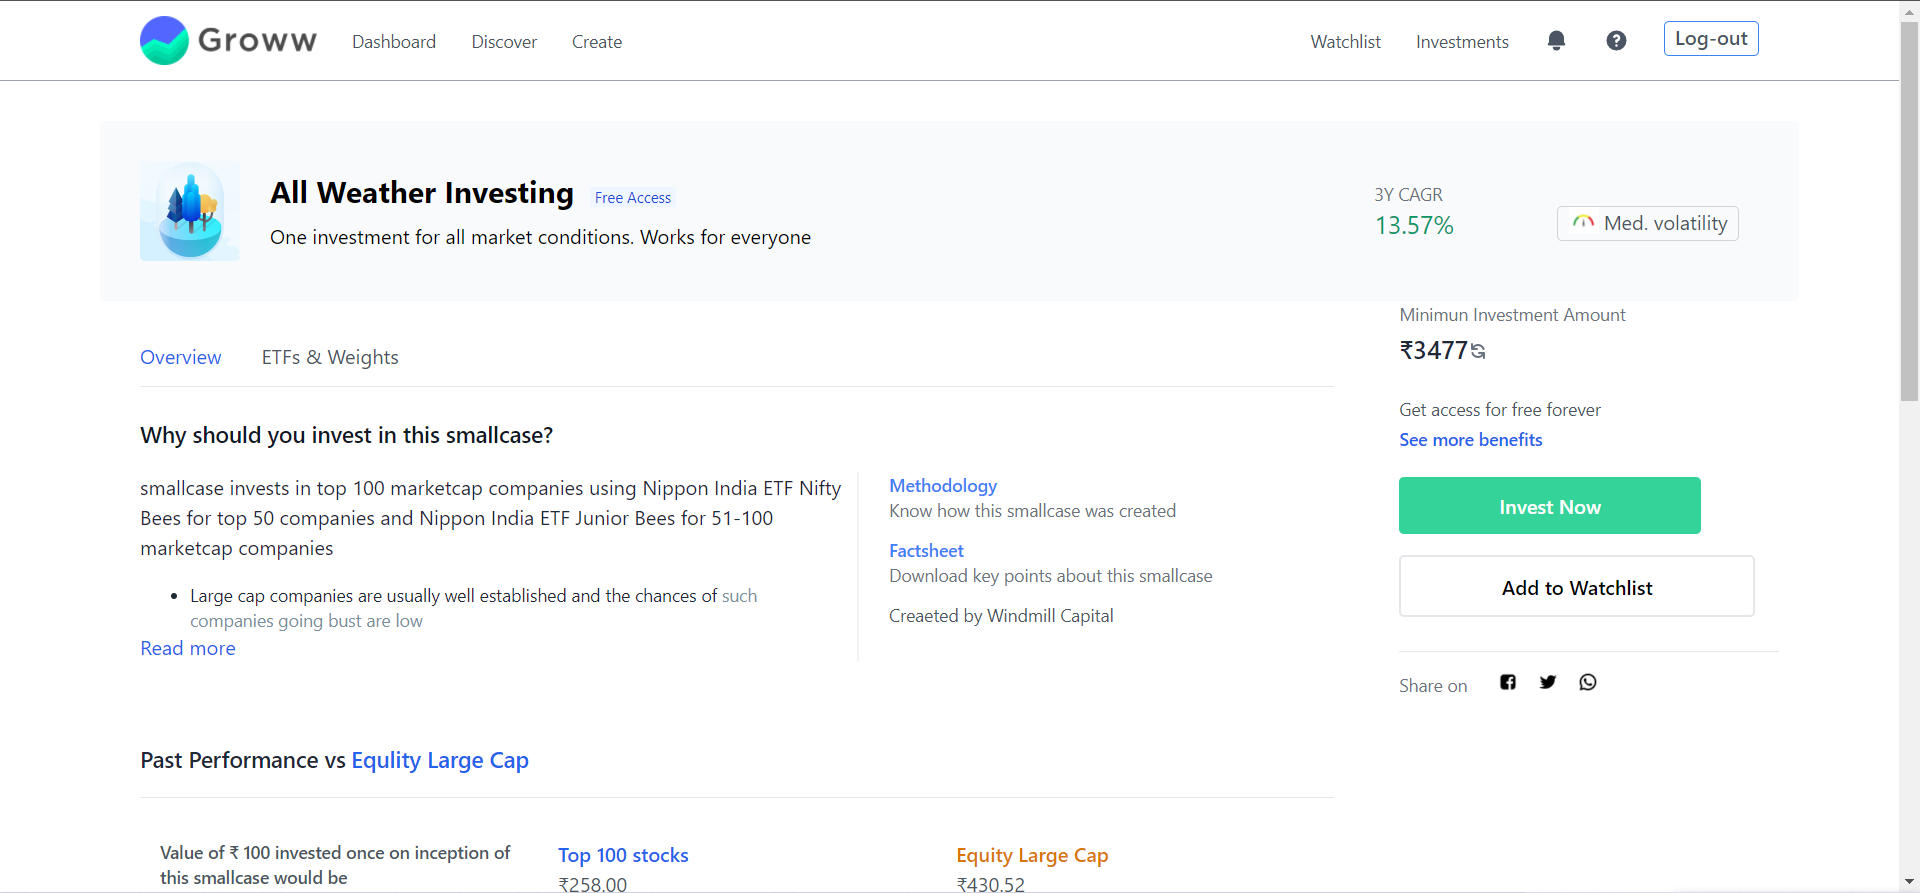 Groww
Dashboard
Discover
Create
Watchlist
Investments
Log-out
All Weather Investing
Free Access
One investment for all market conditions. Works for everyone
3Y CAGR
13.57%
Med. volatility
Minimun Investment Amount
₹3477
Overview
ETFs & Weights
Get access for free forever
See more benefits
Why should you invest in this smallcase?
smallcase invests in top 100 marketcap companies using Nippon India ETF Nifty
Bees for top 50 companies and Nippon India ETF Junior Bees for 51-100
marketcap companies
Large cap companies are usually well established and the chances of such
companies going bust are low
Read more
Methodology
Know how this smallcase was created
Factsheet
Download key points about this smallcase
Creaeted by Windmill Capital
Invest Now
Add to Watchlist
Share on
Past Performance vs Equlity Large Cap
Value of ₹ 100 invested once on inception of
this smallcase would be
Top 100 stocks
₹258.00
Equity Large Cap
₹430.52